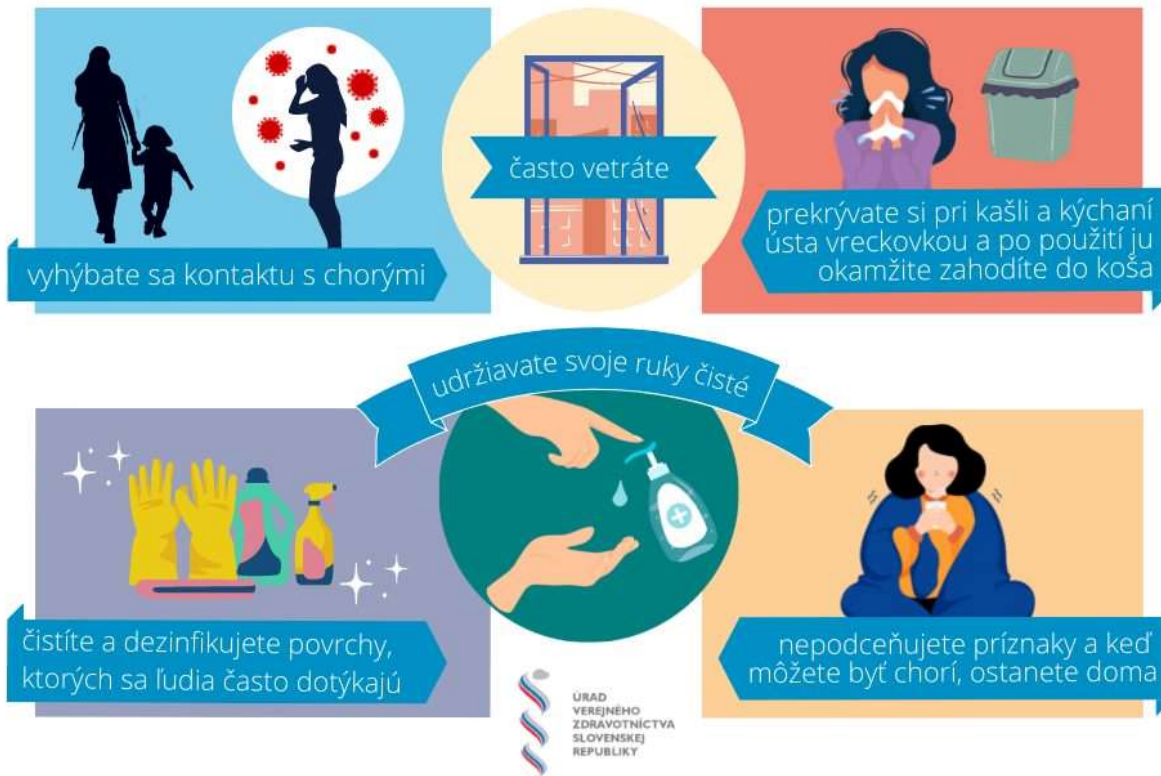 vyhýbate sa kontaktu s chorými
často vetráte
prekrývate si pri kašli a kýchaní
ústa vreckovkou a po použití ju
okamžite zahodíte do koša
udržiavate svoje ruky čisté
čistíte a dezinfikujete povrchy,
ktorých sa ľudia často dotýkajú
nepodceňujete príznaky a keď
môžete byť chorí, ostanete doma
ÚRAD
VEREJNÉHO
ZDRAVOTNÍCTVA
SLOVENSKEJ
REPUBLIKY